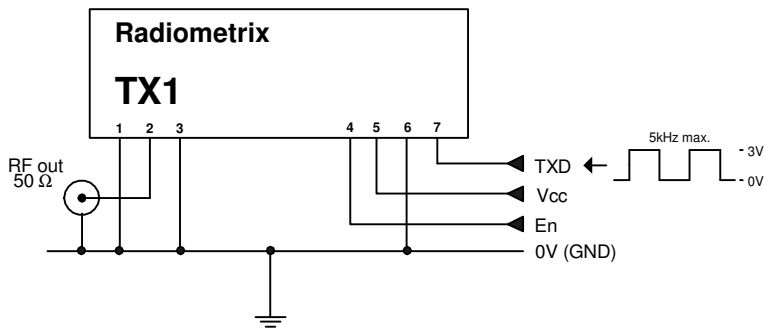 Radiometrix
TX1
1 2 3 4 5 6 7
RF out
50 Ω
5kHz max.
3V
0V
TXD
Vcc
En
0V (GND)